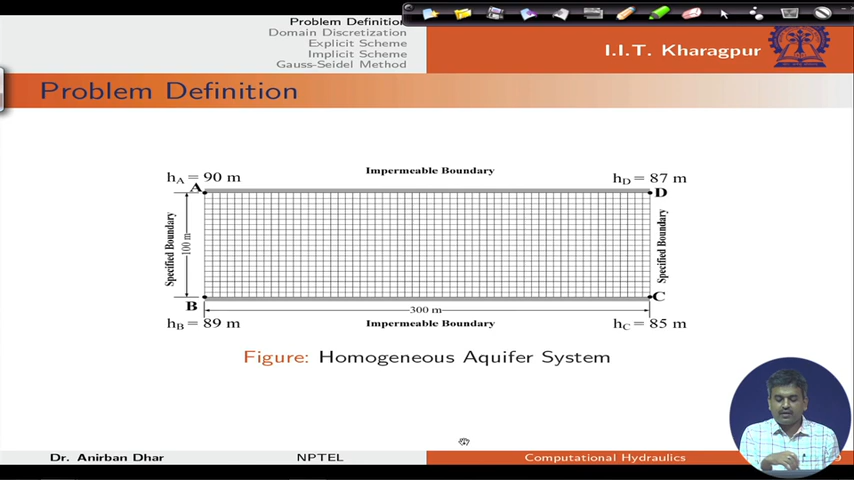 Problem Definition
Domain Discretization
Explicit Scheme
Implicit Scheme
Gauss-Seidel Method
I.I.T. Kharagpur
Problem Definition
hA = 90 m
Impermeable Boundary
hD = 87 m
A
D
Specified Boundary
100 m
Specified Boundary
B
C
300 m
hB = 89 m
Impermeable Boundary
hC = 85 m
Figure: Homogeneous Aquifer System
Dr. Anirban Dhar
NPTEL
Computational Hydraulics